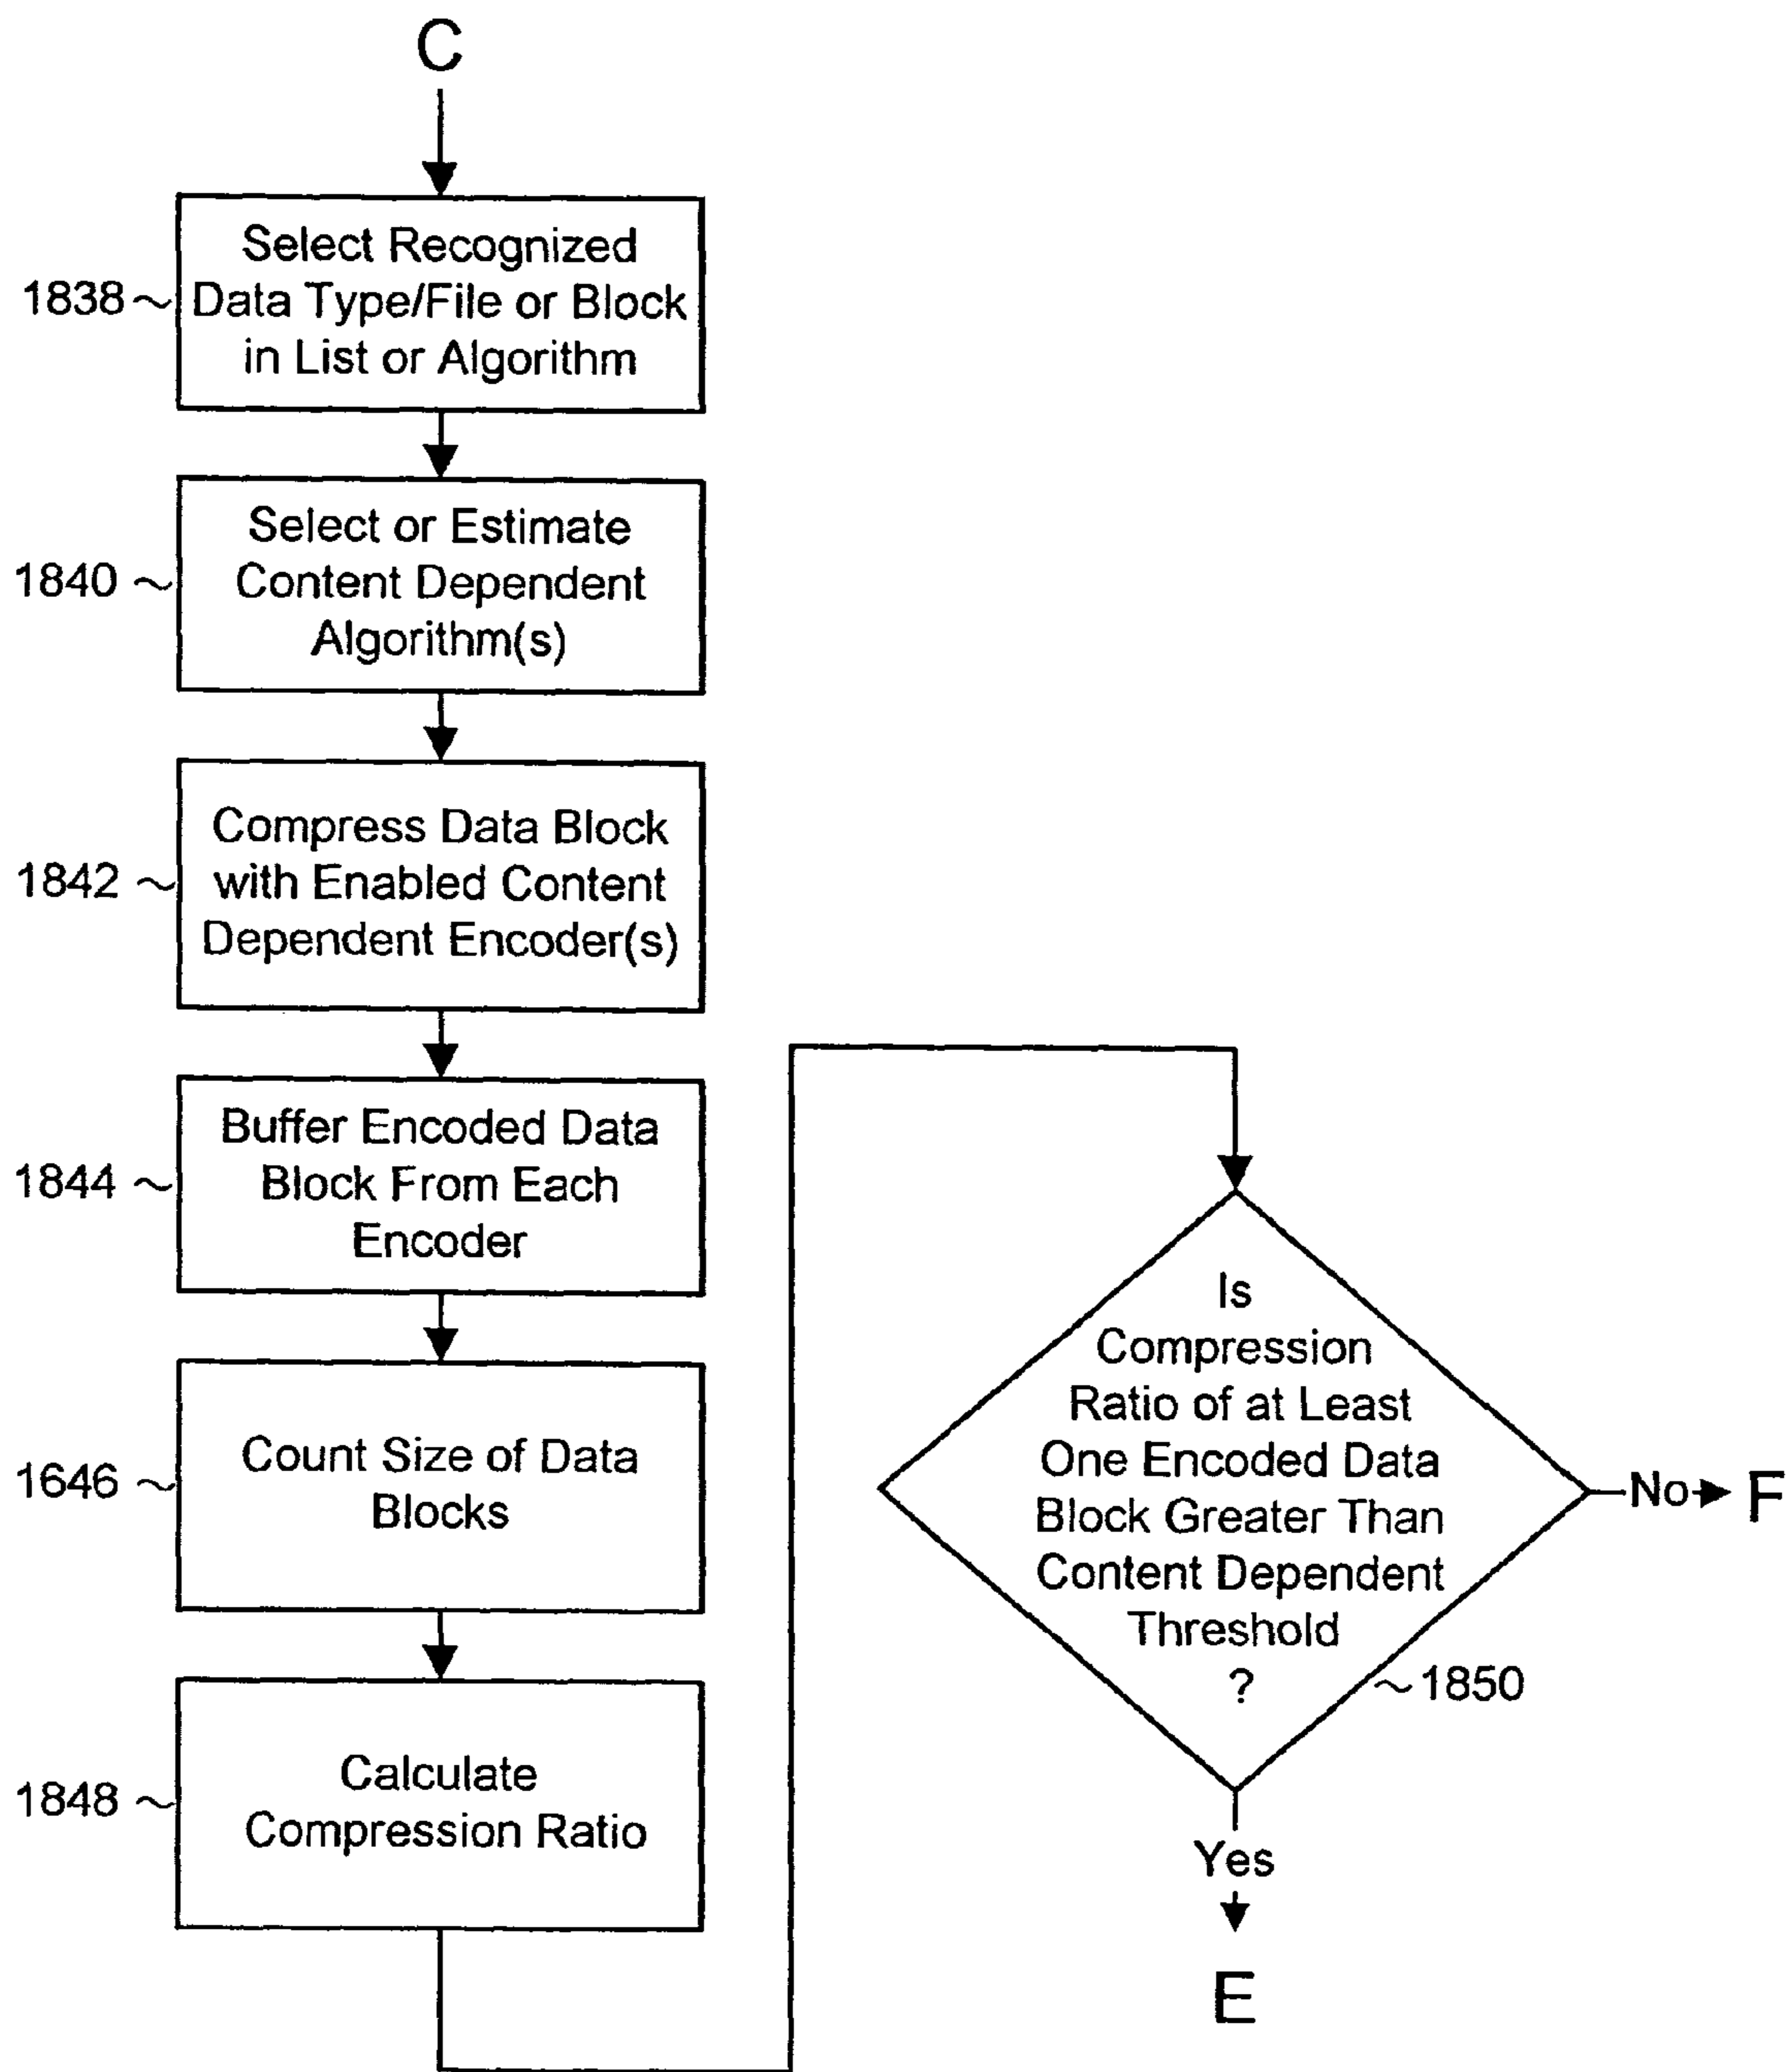 C
1838
Select Recognized
Data Type/File or Block
in List or Algorithm
1840
Select or Estimate
Content Dependent
Algorithm(s)
1842
Compress Data Block
with Enabled Content
Dependent Encoder(s)
1844
Buffer Encoded Data
Block From Each
Encoder
1646
Count Size of Data
Blocks
1848
Calculate
Compression Ratio
Is
Compression
Ratio of at Least
One Encoded Data
Block Greater Than
Content Dependent
Threshold
?
1850
No
F
Yes
E